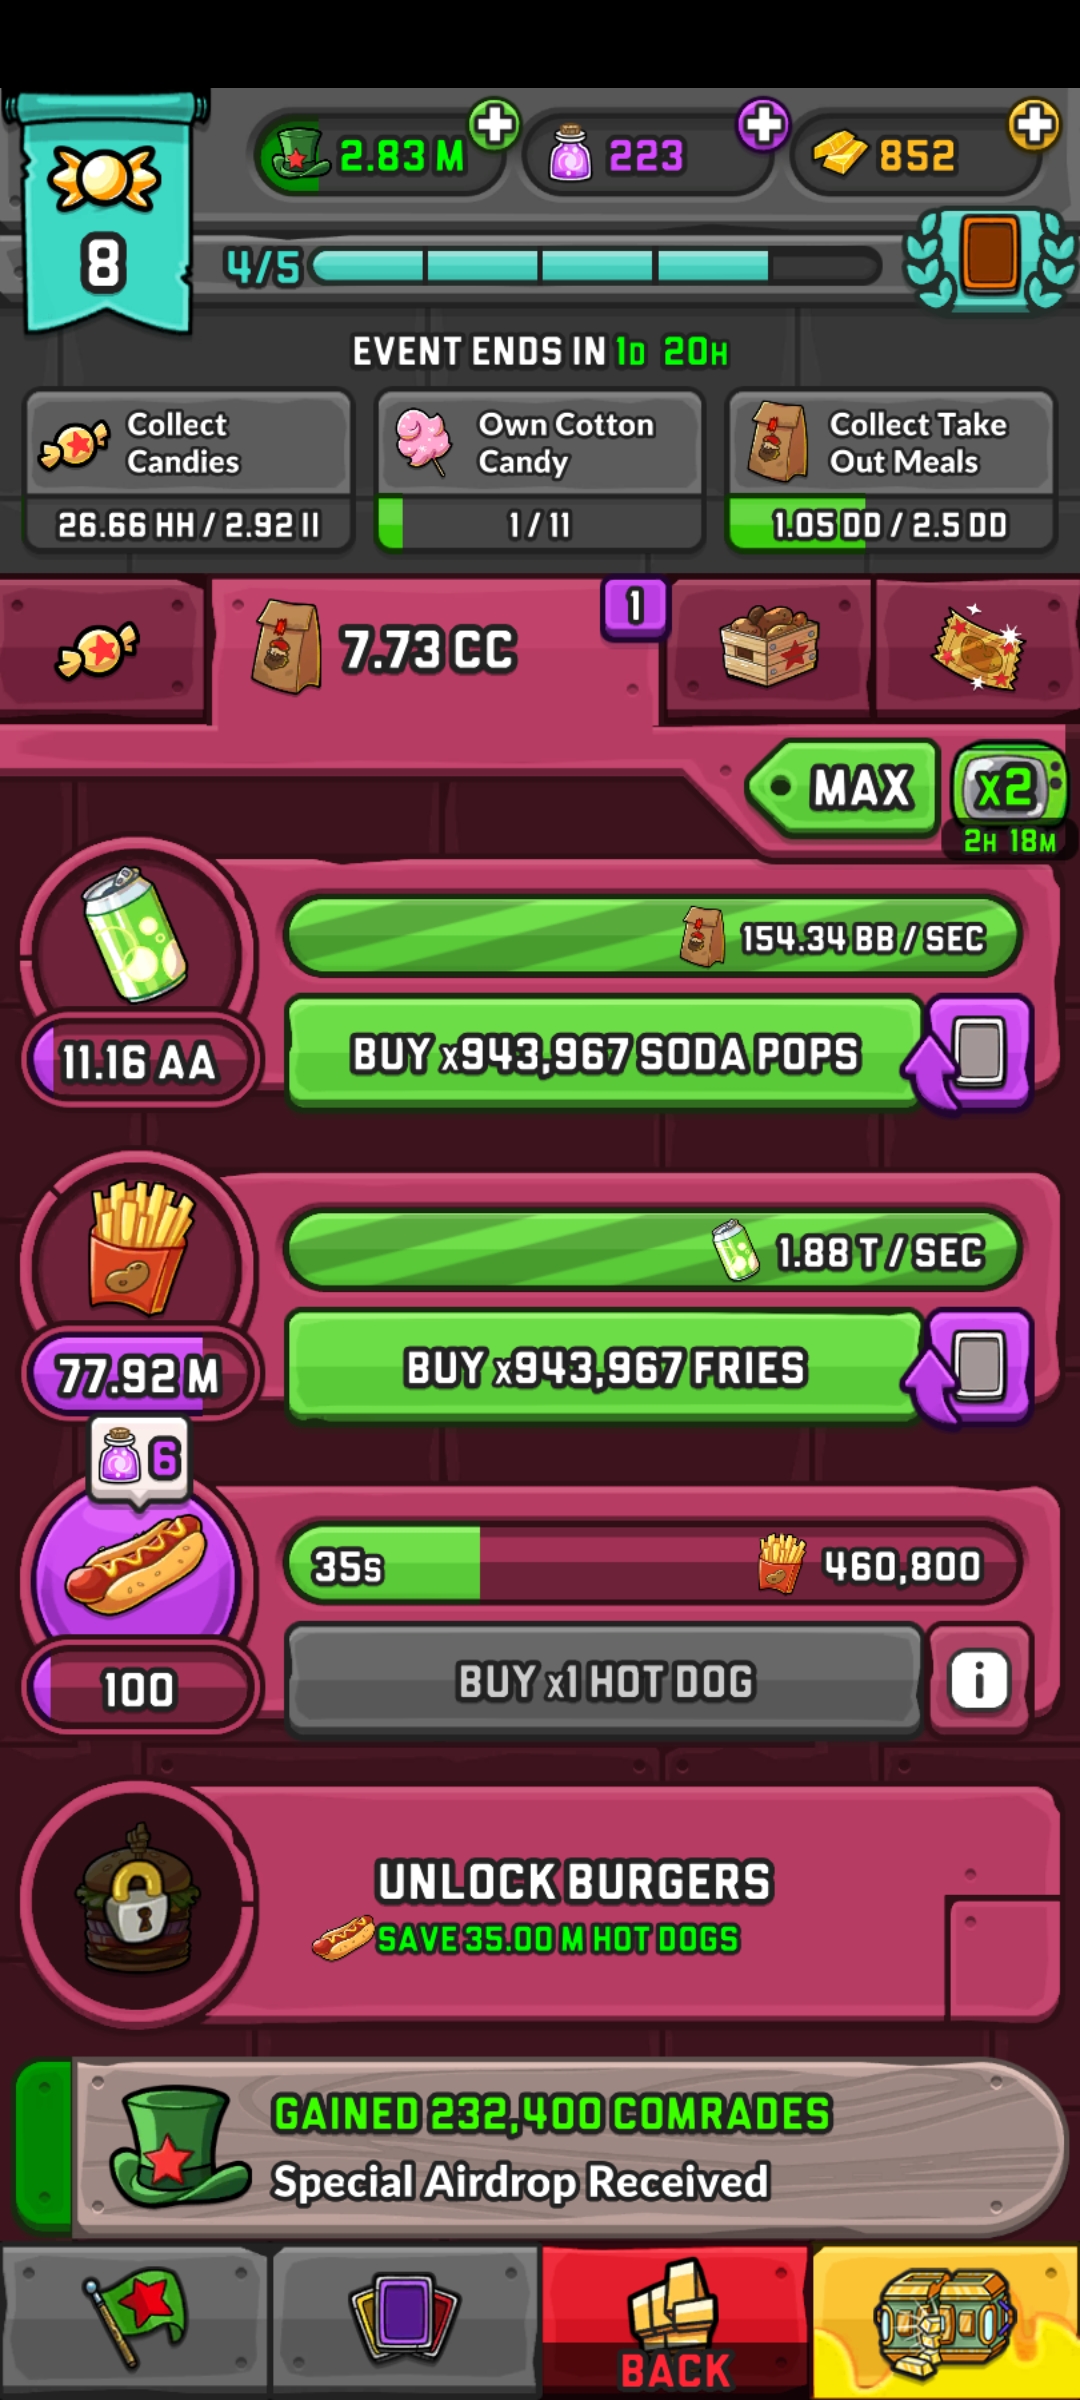 2.83 M
223
852
8
4/5
EVENT ENDS IN 1D 20H
Collect
Candies
26.66 HH / 2.92 II
Own Cotton
Candy
1 / 11
Collect Take
Out Meals
1.05 DD / 2.5 DD
7.73 CC
1
MAX
x2
2H 18M
154.34 BB / SEC
11.16 AA
BUY x943,967 SODA POPS
1.88 T / SEC
77.92 M
BUY x943,967 FRIES
6
35s
460,800
100
BUY x1 HOT DOG
i
UNLOCK BURGERS
SAVE 35.00 M HOT DOGS
GAINED 232,400 COMRADES
Special Airdrop Received
BACK